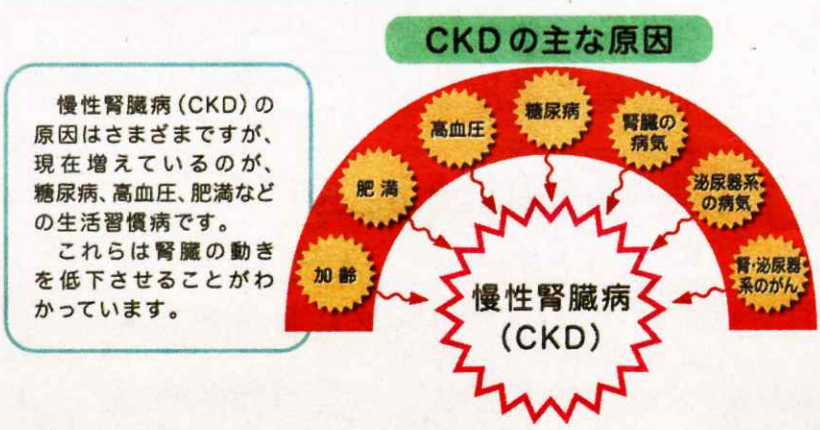 CKDの主な原因
慢性腎臓病(CKD)の
原因はさまざまですが、
現在増えているのが、
糖尿病、高血圧、肥満など
の生活習慣病です。
これらは腎臓の動き
を低下させることがわ
かっています。
加齢
肥満
高血圧
糖尿病
腎臓の
病気
泌尿器系
の病気
腎・泌尿器
系のがん
慢性腎臓病
(CKD)